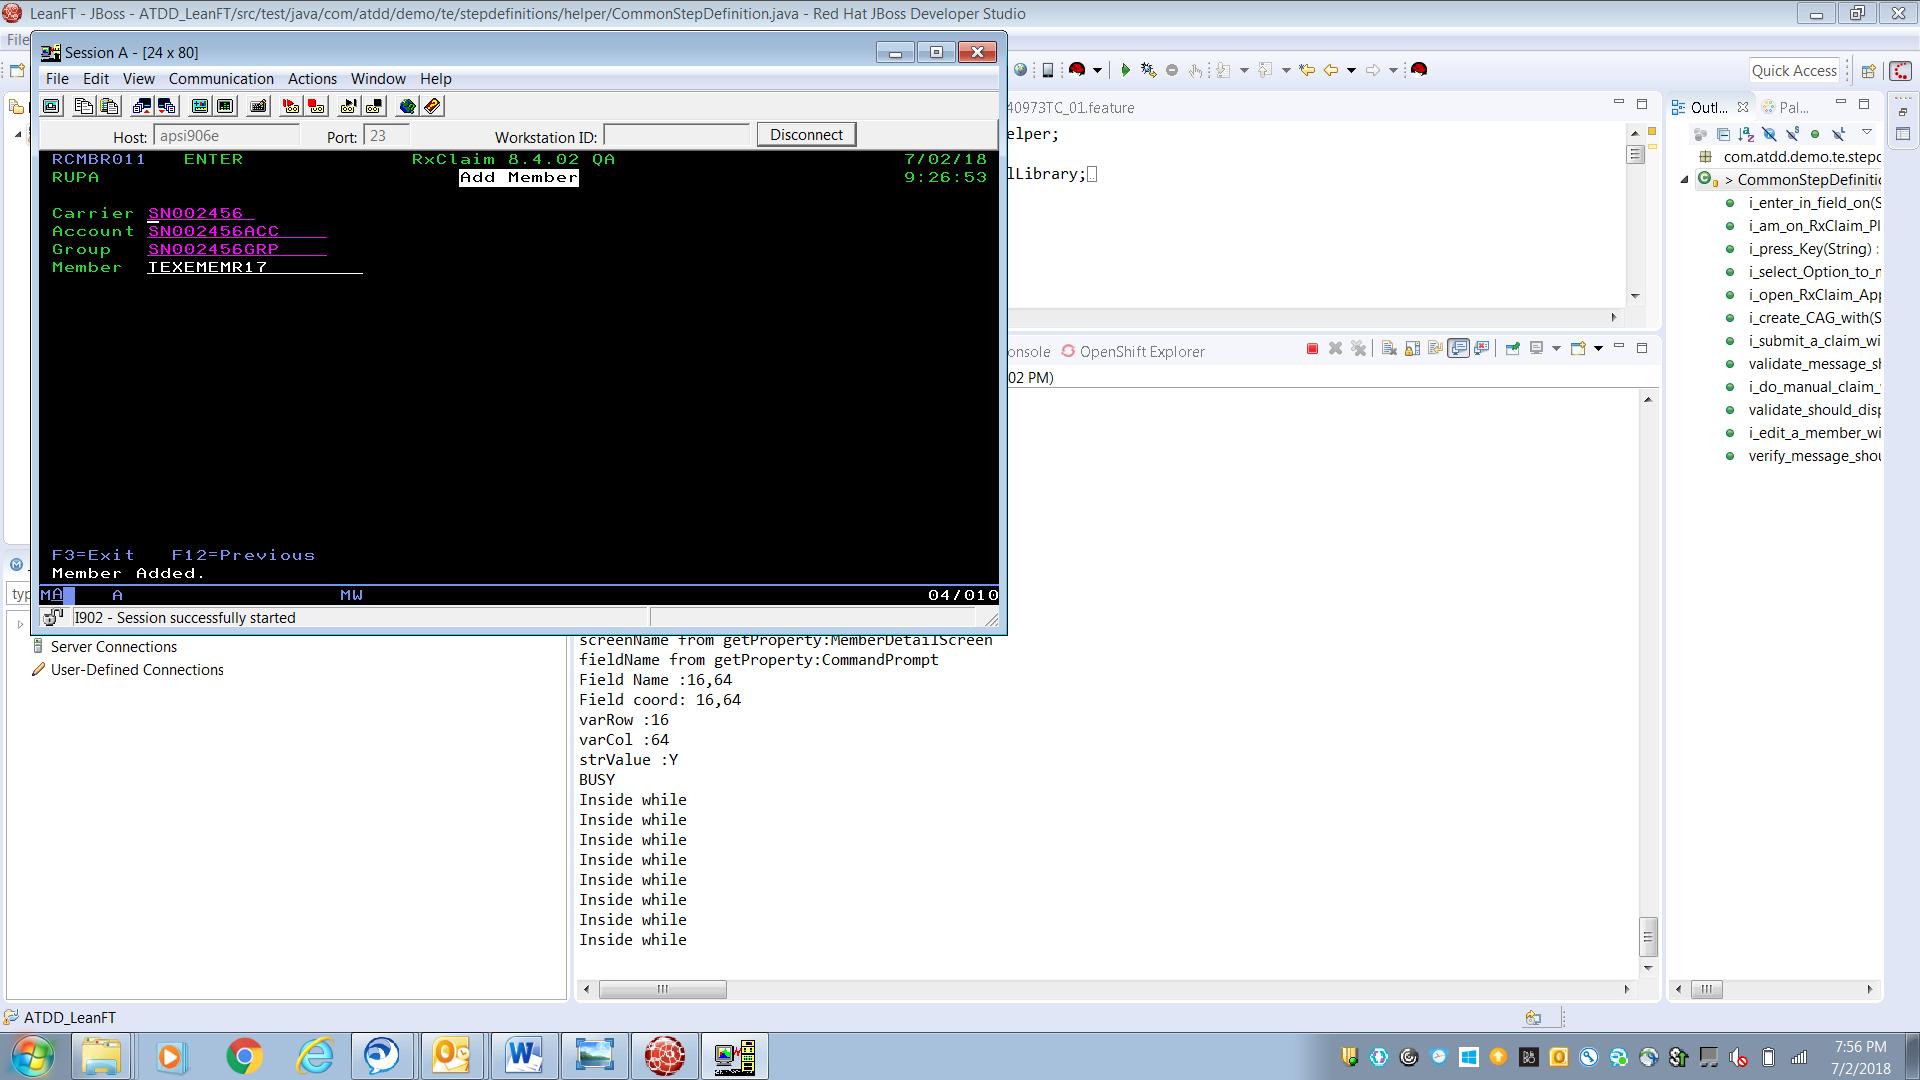 LeanFT - JBoss - ATDD_LeanFT/src/test/java/com/atdd/demo/te/stepdefinitions/helper/CommonStepDefinition.java - Red Hat JBoss Developer Studio
File
Session A - [24 x 80]
File Edit View Communication Actions Window Help
Host: apsi906e Port: 23 Workstation ID: Disconnect
RCMBR011 ENTER RxClaim 8.4.02 QA 7/02/18
RUPA Add Member 9:26:53
Carrier SN002456
Account SN002456ACC
Group SN002456GRP
Member TEXEMEMR17
F3=Exit F12=Previous
Member Added.
MA A MW 04/010
I902 - Session successfully started
Quick Access
40973TC_01.feature
elper;
lLibrary;
onsole OpenShift Explorer
02 PM)
Outl... Pal...
com.atdd.demo.te.stepd
> CommonStepDefinitio
i_enter_in_field_on(S
i_am_on_RxClaim_Pl
i_press_Key(String) :
i_select_Option_to_n
i_open_RxClaim_App
i_create_CAG_with(S
i_submit_a_claim_wi
validate_message_sh
i_do_manual_claim_
validate_should_disp
i_edit_a_member_wi
verify_message_shou
typ
Server Connections
User-Defined Connections
screenName from getProperty:MemberDetailScreen
fieldName from getProperty:CommandPrompt
Field Name :16,64
Field coord: 16,64
varRow :16
varCol :64
strValue :Y
BUSY
Inside while
Inside while
Inside while
Inside while
Inside while
Inside while
Inside while
Inside while
ATDD_LeanFT
7:56 PM
7/2/2018